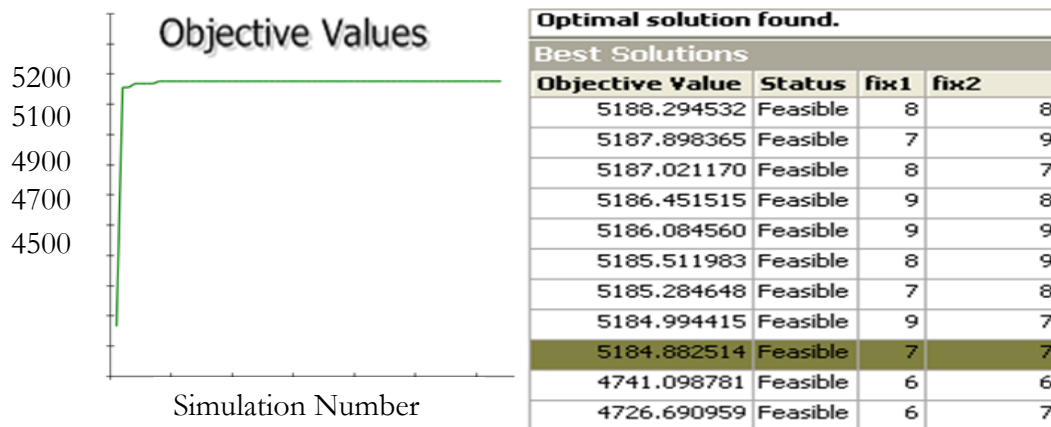 Objective Values
5200
5100
4900
4700
4500
Simulation Number
Optimal solution found.
Best Solutions
Objective Value Status fix1 fix2
5188.294532 Feasible 8 8
5187.898365 Feasible 7 9
5187.021170 Feasible 8 7
5186.451515 Feasible 9 8
5186.084560 Feasible 9 9
5185.511983 Feasible 8 9
5185.284648 Feasible 7 8
5184.994415 Feasible 9 7
5184.882514 Feasible 7 7
4741.098781 Feasible 6 6
4726.690959 Feasible 6 7